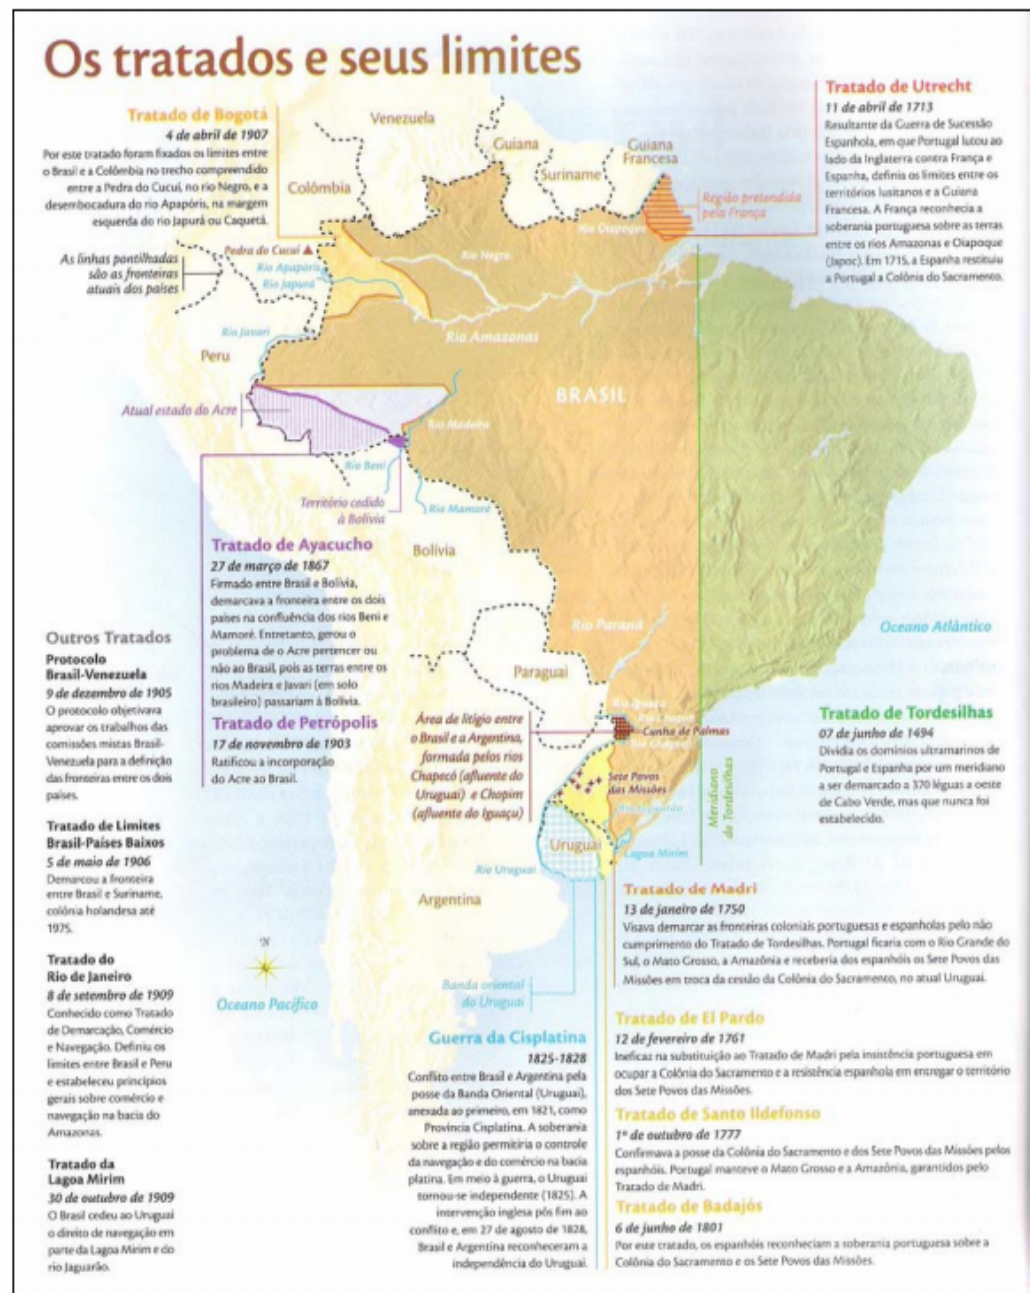 Os tratados e seus limites
Tratado de Bogotá
4 de abril de 1907
Por este tratado foram fixados os limites entre
o Brasil e a Colômbia no trecho compreendido
entre a Pedra do Cucuí, no rio Negro, e a
desembocadura do rio Apapóris, na margem
esquerda do rio Japurá ou Caquetá.
As linhas pontilhadas
são as fronteiras
atuais dos países
Venezuela
Guiana
Suriname
Guiana
Francesa
Colômbia
Região pretendida
pela França
Rio Oiapoque
Pedra do Cucuí
Rio Negro
Rio Apapóris
Rio Japurá
Rio Javari
Rio Amazonas
Peru
BRASIL
Atual estado do Acre
Rio Madeira
Rio Beni
Território cedido
à Bolívia
Rio Mamoré
Bolívia
Tratado de Utrecht
11 de abril de 1713
Resultante da Guerra de Sucessão
Espanhola, em que Portugal lutou ao
lado da Inglaterra contra França e
Espanha, definia os limites entre os
territórios lusitanos e a Guiana
Francesa. A França reconhecia a
soberania portuguesa sobre as terras
entre os rios Amazonas e Oiapoque
(Japoc). Em 1715, a Espanha restituiu
a Portugal a Colônia do Sacramento.
Tratado de Ayacucho
27 de março de 1867
Firmado entre Brasil e Bolívia,
demarcava a fronteira entre os dois
países na confluência dos rios Beni e
Mamoré. Entretanto, gerou o
problema de o Acre pertencer ou
não ao Brasil, pois as terras entre os
rios Madeira e Javari (em solo
brasileiro) passariam à Bolívia.
Tratado de Petrópolis
17 de novembro de 1903
Ratificou a incorporação
do Acre ao Brasil.
Outros Tratados
Protocolo
Brasil-Venezuela
9 de dezembro de 1905
O protocolo objetivava
aprovar os trabalhos das
comissões mistas Brasil-
Venezuela para a definição
das fronteiras entre os dois
países.
Tratado de Limites
Brasil-Países Baixos
5 de maio de 1906
Demarcou a fronteira
entre Brasil e Suriname,
colônia holandesa até
1975.
Tratado do
Rio de Janeiro
8 de setembro de 1909
Conhecido como Tratado
de Demarcação, Comércio
e Navegação. Definiu os
limites entre Brasil e Peru
e estabeleceu princípios
gerais sobre comércio e
navegação na bacia do
Amazonas.
Tratado da
Lagoa Mirim
30 de outubro de 1909
O Brasil cedeu ao Uruguai
o direito de navegação em
parte da Lagoa Mirim e do
rio Jaguarão.
Oceano Atlântico
Rio Paraná
Paraguai
Rio Iguaçu
Rio Chopim
Cunha de Palmas
Rio Chapecó
Área de litígio entre
o Brasil e a Argentina,
formada pelos rios
Chapecó (afluente do
Uruguai) e Chopim
(afluente do Iguaçu)
Sete Povos
das Missões
Rio Jaguarão
Uruguai
Lagoa Mirim
Rio Uruguai
Argentina
Meridiano
de Tordesilhas
N
Oceano Pacífico
Banda oriental
do Uruguai
Tratado de Tordesilhas
07 de junho de 1494
Dividia os domínios ultramarinos de
Portugal e Espanha por um meridiano
a ser demarcado a 370 léguas a oeste
de Cabo Verde, mas que nunca foi
estabelecido.
Tratado de Madri
13 de janeiro de 1750
Visava demarcar as fronteiras coloniais portuguesas e espanholas pelo não
cumprimento do Tratado de Tordesilhas. Portugal ficaria com o Rio Grande do
Sul, o Mato Grosso, a Amazônia e receberia dos espanhóis os Sete Povos das
Missões em troca da cessão da Colônia do Sacramento, no atual Uruguai.
Guerra da Cisplatina
1825-1828
Conflito entre Brasil e Argentina pela
posse da Banda Oriental (Uruguai),
anexada ao primeiro, em 1821, como
Província Cisplatina. A soberania
sobre a região permitiria o controle
da navegação e do comércio na bacia
platina. Em meio à guerra, o Uruguai
tornou-se independente (1825). A
intervenção inglesa pôs fim ao
conflito e, em 27 de agosto de 1828,
Brasil e Argentina reconheceram a
independência do Uruguai.
Tratado de El Pardo
12 de fevereiro de 1761
Ineficaz na substituição ao Tratado de Madri pela insistência portuguesa em
ocupar a Colônia do Sacramento e a resistência espanhola em entregar o território
dos Sete Povos das Missões.
Tratado de Santo Ildefonso
1º de outubro de 1777
Confirmava a posse da Colônia do Sacramento e dos Sete Povos das Missões pelos
espanhóis. Portugal manteve o Mato Grosso e a Amazônia, garantidos pelo
Tratado de Madri.
Tratado de Badajós
6 de junho de 1801
Por este tratado, os espanhóis reconheciam a soberania portuguesa sobre a
Colônia do Sacramento e os Sete Povos das Missões.